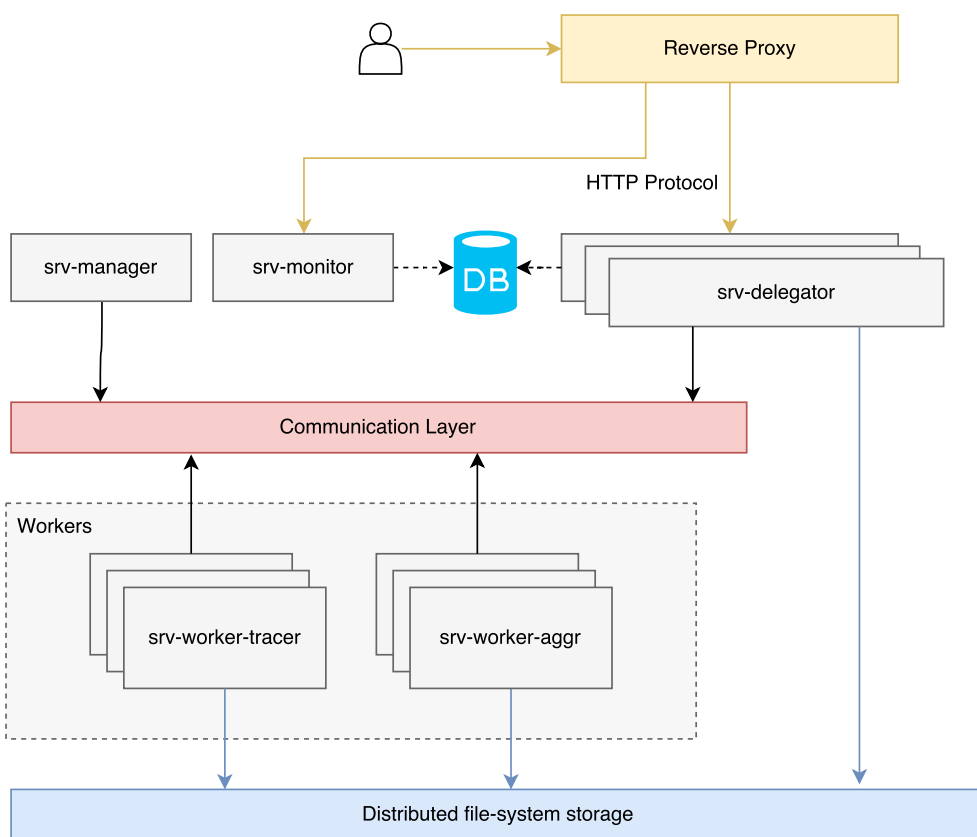 Reverse Proxy
HTTP Protocol
srv-manager
srv-monitor
DB
srv-delegator
Communication Layer
Workers
srv-worker-tracer
srv-worker-aggr
Distributed file-system storage